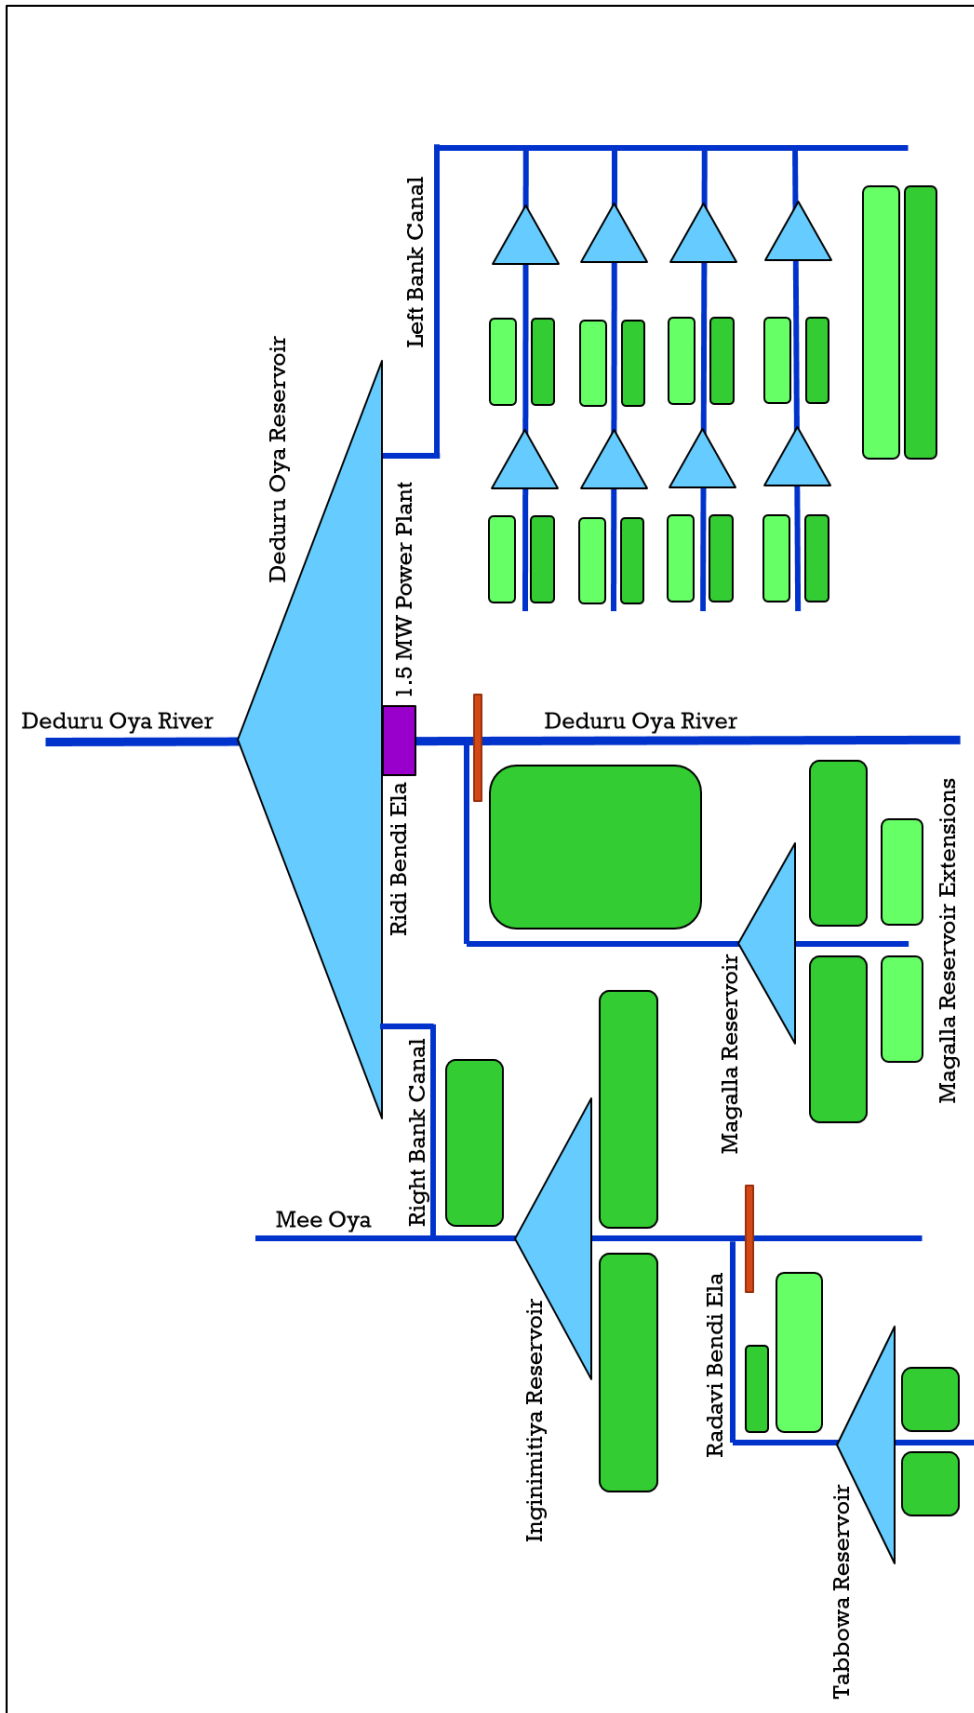 Left Bank Canal
Deduru Oya Reservoir
1.5 MW Power Plant
Deduru Oya River
Deduru Oya River
Ridi Bendi Ela
Magalla Reservoir Extensions
Magalla Reservoir
Right Bank Canal
Mee Oya
Inginimitiya Reservoir
Radavi Bendi Ela
Tabbowa Reservoir